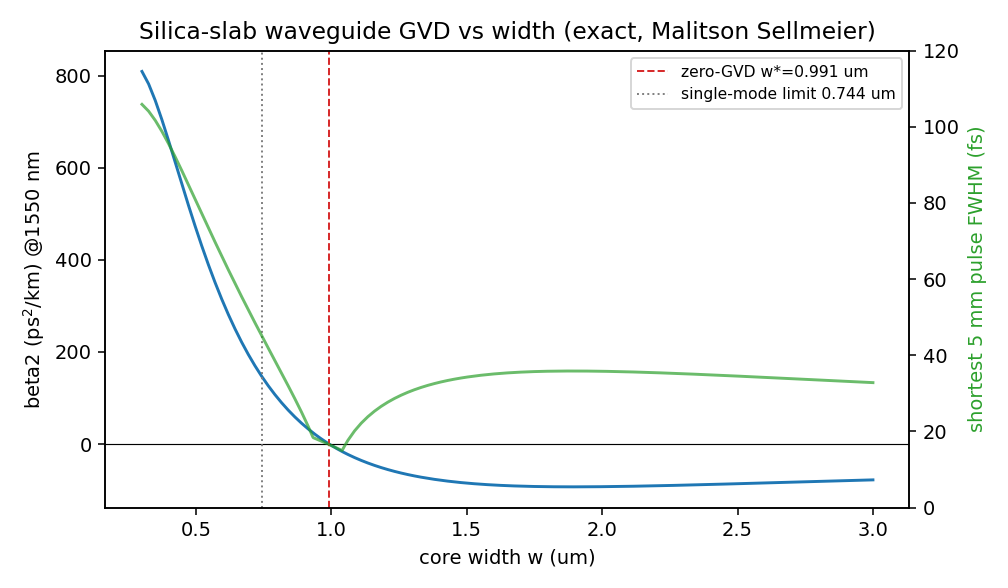 Silica-slab waveguide GVD vs width (exact, Malitson Sellmeier)
zero-GVD w*=0.991 um
single-mode limit 0.744 um
beta2 (ps²/km) @1550 nm
800
600
400
200
0
120
100
80
60
40
20
0
shortest 5 mm pulse FWHM (fs)
0.5 1.0 1.5 2.0 2.5 3.0
core width w (um)